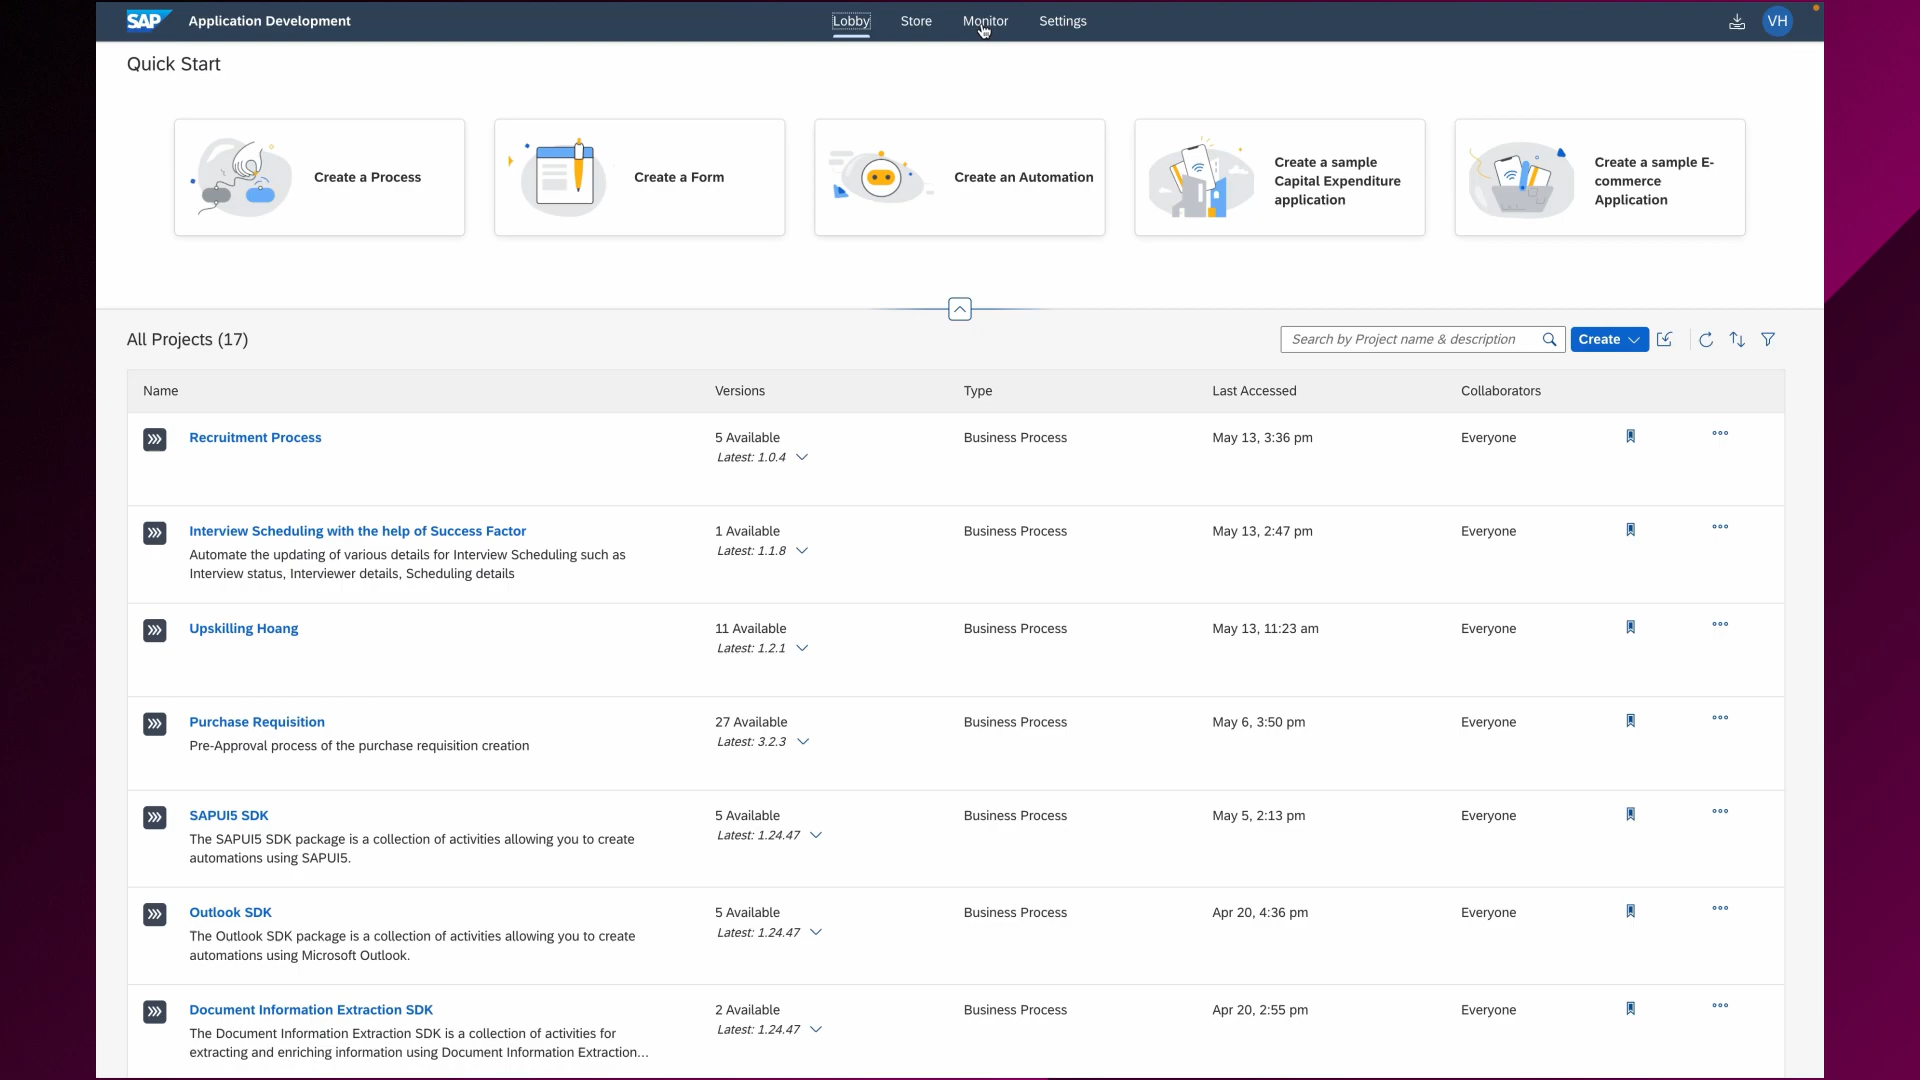 SAP Application Development Lobby Store Monitor Settings VH
Quick Start
Create a Process
Create a Form
Create an Automation
Create a sample
Capital Expenditure
application
Create a sample E-
commerce
Application
All Projects (17) Search by Project name & description Create
Name Versions Type Last Accessed Collaborators
Recruitment Process 5 Available Business Process May 13, 3:36 pm Everyone
Latest: 1.0.4
Interview Scheduling with the help of Success Factor 1 Available Business Process May 13, 2:47 pm Everyone
Latest: 1.1.8
Automate the updating of various details for Interview Scheduling such as
Interview status, Interviewer details, Scheduling details
Upskilling Hoang 11 Available Business Process May 13, 11:23 am Everyone
Latest: 1.2.1
Purchase Requisition 27 Available Business Process May 6, 3:50 pm Everyone
Pre-Approval process of the purchase requisition creation Latest: 3.2.3
SAPUI5 SDK 5 Available Business Process May 5, 2:13 pm Everyone
Latest: 1.24.47
The SAPUI5 SDK package is a collection of activities allowing you to create
automations using SAPUI5.
Outlook SDK 5 Available Business Process Apr 20, 4:36 pm Everyone
Latest: 1.24.47
The Outlook SDK package is a collection of activities allowing you to create
automations using Microsoft Outlook.
Document Information Extraction SDK 2 Available Business Process Apr 20, 2:55 pm Everyone
Latest: 1.24.47
The Document Information Extraction SDK is a collection of activities for
extracting and enriching information using Document Information Extraction...